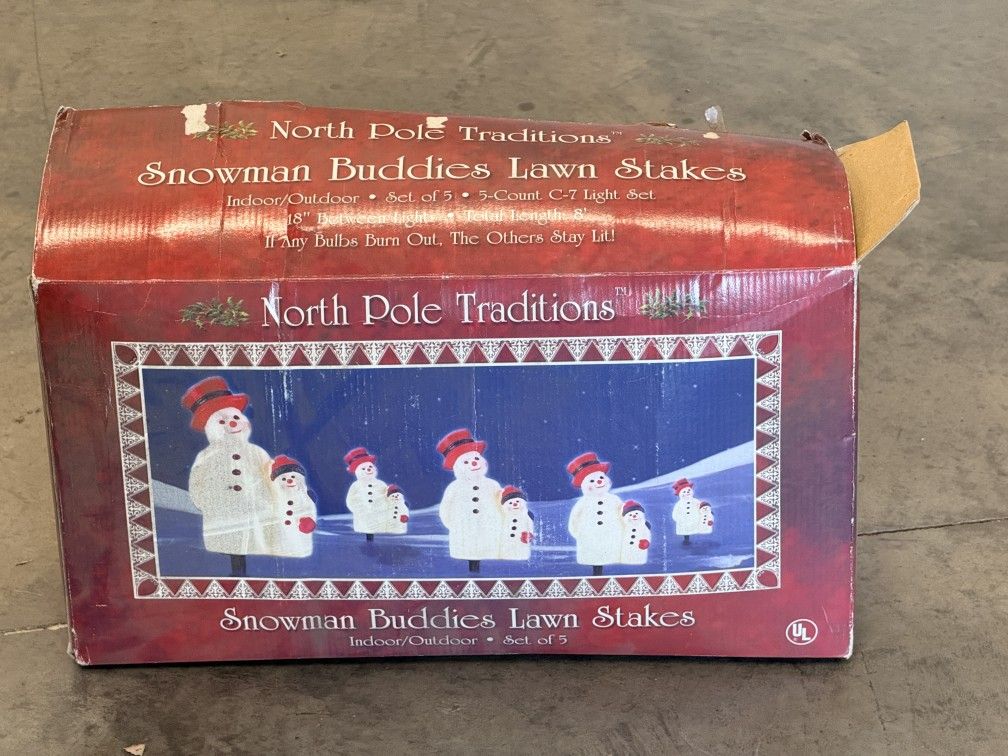 North Pole Traditions™
Snowman Buddies Lawn Stakes
Indoor/Outdoor • Set of 5 • 5-Count C-7 Light Set
18" Between Lights • Total Length: 8'
If Any Bulbs Burn Out, The Others Stay Lit!
North Pole Traditions™
Snowman Buddies Lawn Stakes
Indoor/Outdoor • Set of 5
UL